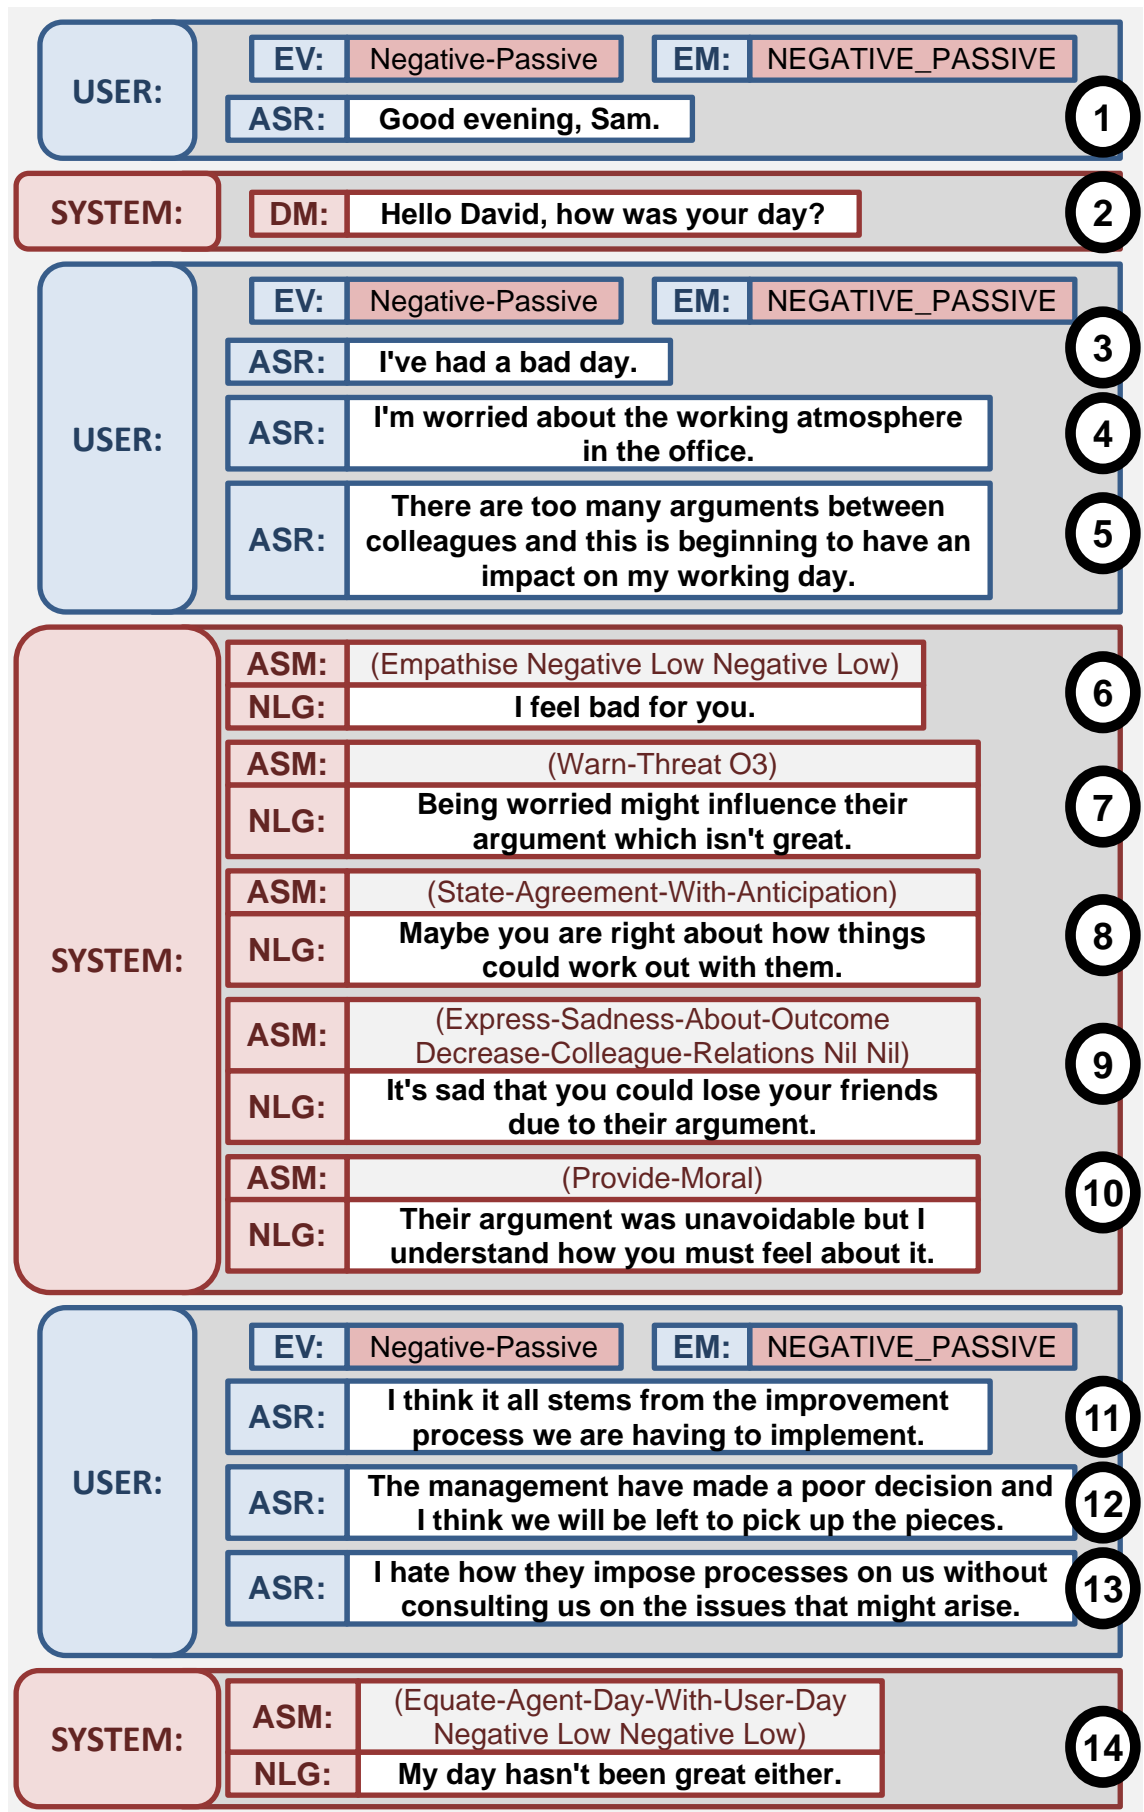 USER:
EV: Negative-Passive EM: NEGATIVE_PASSIVE
ASR: Good evening, Sam.
1
SYSTEM:
DM: Hello David, how was your day?
2
USER:
EV: Negative-Passive EM: NEGATIVE_PASSIVE
ASR: I've had a bad day.
3
ASR: I'm worried about the working atmosphere
in the office.
4
ASR: There are too many arguments between
colleagues and this is beginning to have an
impact on my working day.
5
SYSTEM:
ASM: (Empathise Negative Low Negative Low)
NLG: I feel bad for you.
6
ASM: (Warn-Threat O3)
NLG: Being worried might influence their
argument which isn't great.
7
ASM: (State-Agreement-With-Anticipation)
NLG: Maybe you are right about how things
could work out with them.
8
ASM: (Express-Sadness-About-Outcome
Decrease-Colleague-Relations Nil Nil)
NLG: It's sad that you could lose your friends
due to their argument.
9
ASM: (Provide-Moral)
NLG: Their argument was unavoidable but I
understand how you must feel about it.
10
USER:
EV: Negative-Passive EM: NEGATIVE_PASSIVE
ASR: I think it all stems from the improvement
process we are having to implement.
11
ASR: The management have made a poor decision and
I think we will be left to pick up the pieces.
12
ASR: I hate how they impose processes on us without
consulting us on the issues that might arise.
13
SYSTEM:
ASM: (Equate-Agent-Day-With-User-Day
Negative Low Negative Low)
NLG: My day hasn't been great either.
14